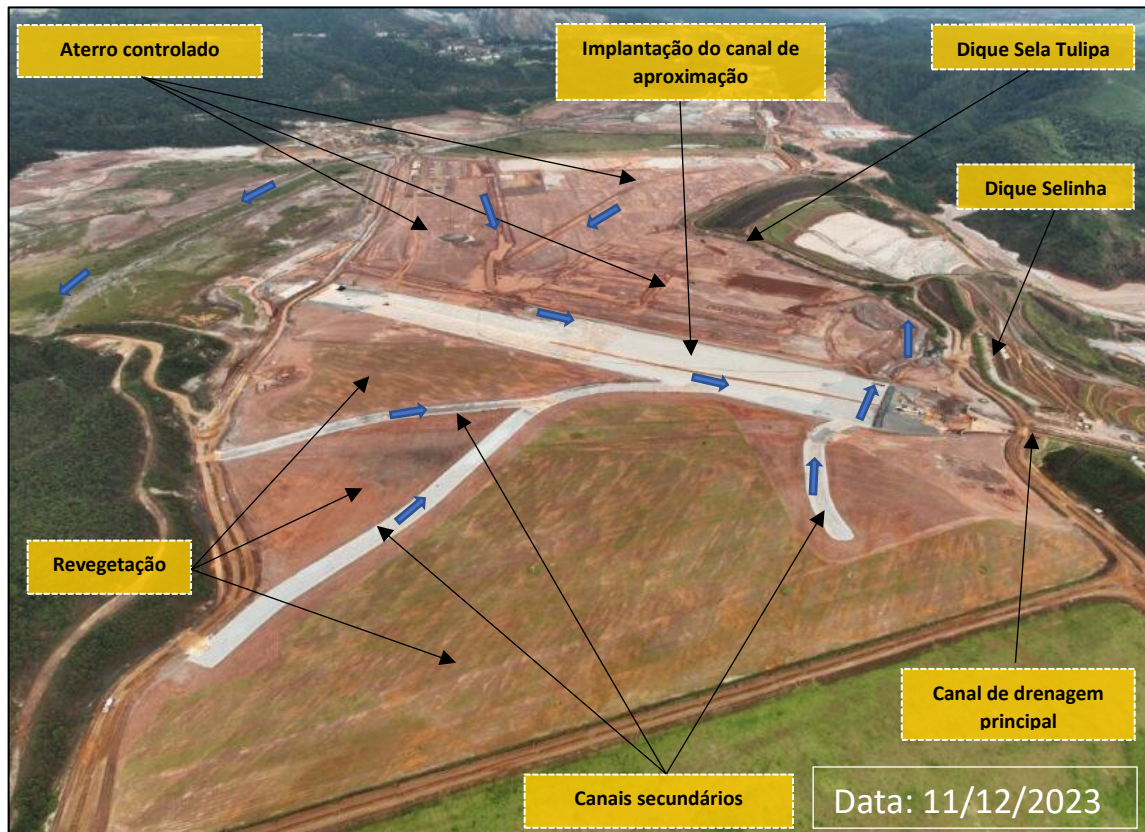 Aterro controlado
Implantação do canal de
aproximação
Dique Sela Tulipa
Dique Selinha
Revegetação
Canal de drenagem
principal
Canais secundários
Data: 11/12/2023